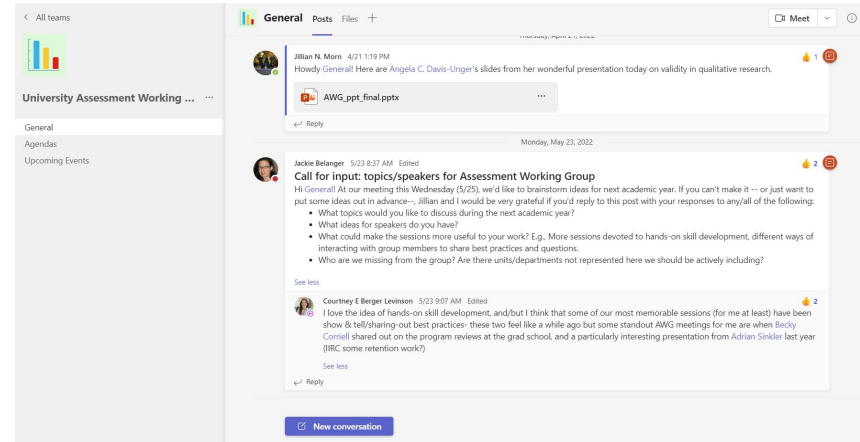 < All teams
University Assessment Working ...
General
Agendas
Upcoming Events
General Posts Files +
Meet
Thursday, April 21, 2022
Jillian N. Morn 4/21 1:19 PM
1
Howdy General! Here are Angela C. Davis-Unger's slides from her wonderful presentation today on validity in qualitative research.
AWG_ppt_final.pptx ...
Reply
Monday, May 23, 2022
Jackie Belanger 5/23 8:37 AM Edited
2
Call for input: topics/speakers for Assessment Working Group
Hi General! At our meeting this Wednesday (5/25), we'd like to brainstorm ideas for next academic year. If you can't make it -- or just want to
put some ideas out in advance--, Jillian and I would be very grateful if you'd reply to this post with your responses to any/all of the following:
• What topics would you like to discuss during the next academic year?
• What ideas for speakers do you have?
• What could make the sessions more useful to your work? E.g., More sessions devoted to hands-on skill development, different ways of
interacting with group members to share best practices and questions.
• Who are we missing from the group? Are there units/departments not represented here we should be actively including?
See less
Courtney E Berger Levinson 5/23 9:07 AM Edited
2
I love the idea of hands-on skill development, and/but I think that some of our most memorable sessions (for me at least) have been
show & tell/sharing-out best practices- these two feel like a while ago but some standout AWG meetings for me are when Becky
Corriell shared out on the program reviews at the grad school, and a particularly interesting presentation from Adrian Sinkler last year
(IIRC some retention work?)
See less
Reply
New conversation